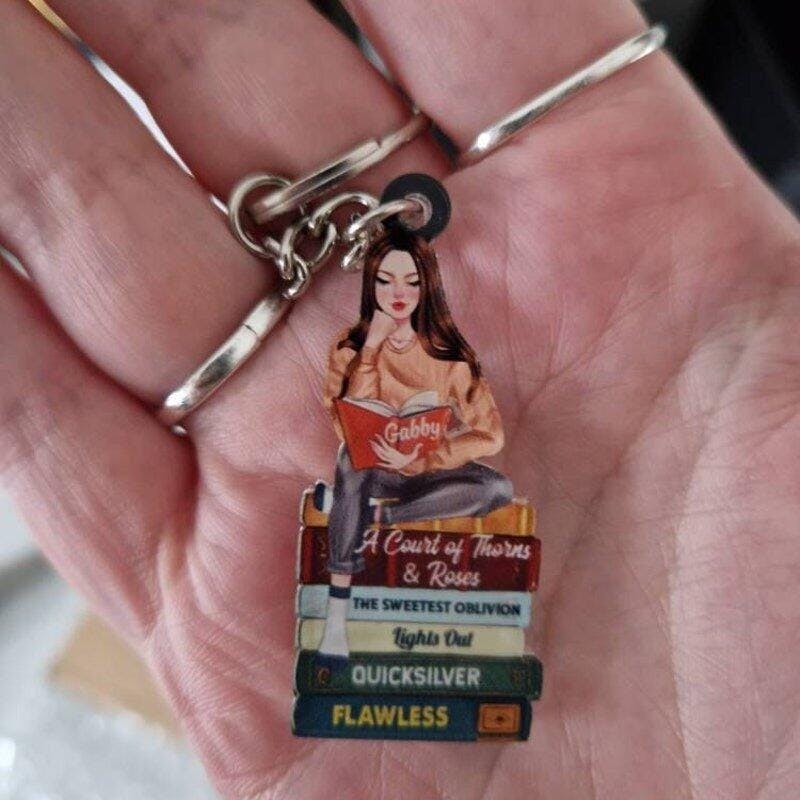 Gabby
A Court of Thorns
& Roses
THE SWEETEST OBLIVION
Lights Out
QUICKSILVER
FLAWLESS